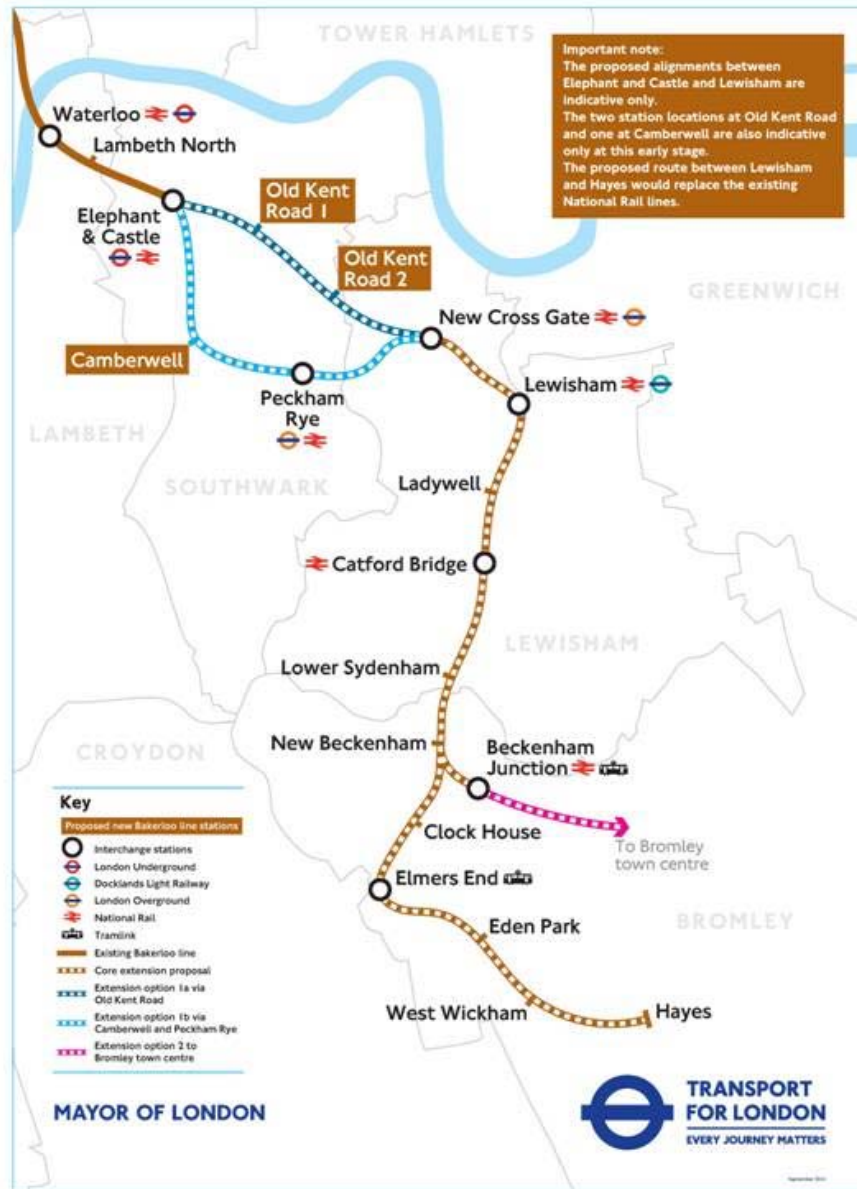 TOWER HAMLETS
Important note:
The proposed alignments between
Elephant and Castle and Lewisham are
indicative only.
The two station locations at Old Kent Road
and one at Camberwell are also indicative
only at this early stage.
The proposed route between Lewisham
and Hayes would replace the existing
National Rail lines.
Waterloo
Lambeth North
Elephant
& Castle
Old Kent
Road 1
Old Kent
Road 2
GREENWICH
New Cross Gate
Camberwell
Peckham
Rye
Lewisham
LAMBETH
SOUTHWARK
Ladywell
Catford Bridge
LEWISHAM
Lower Sydenham
CROYDON
New Beckenham
Beckenham
Junction
Clock House
To Bromley
town centre
Elmers End
BROMLEY
Eden Park
West Wickham
Hayes
Key
Proposed new Bakerloo line stations
Interchange stations
London Underground
Docklands Light Railway
London Overground
National Rail
Tramlink
Existing Bakerloo line
Core extension proposal
Extension option 1a via
Old Kent Road
Extension option 1b via
Camberwell and Peckham Rye
Extension option 2 to
Bromley town centre
MAYOR OF LONDON
TRANSPORT
FOR LONDON
EVERY JOURNEY MATTERS